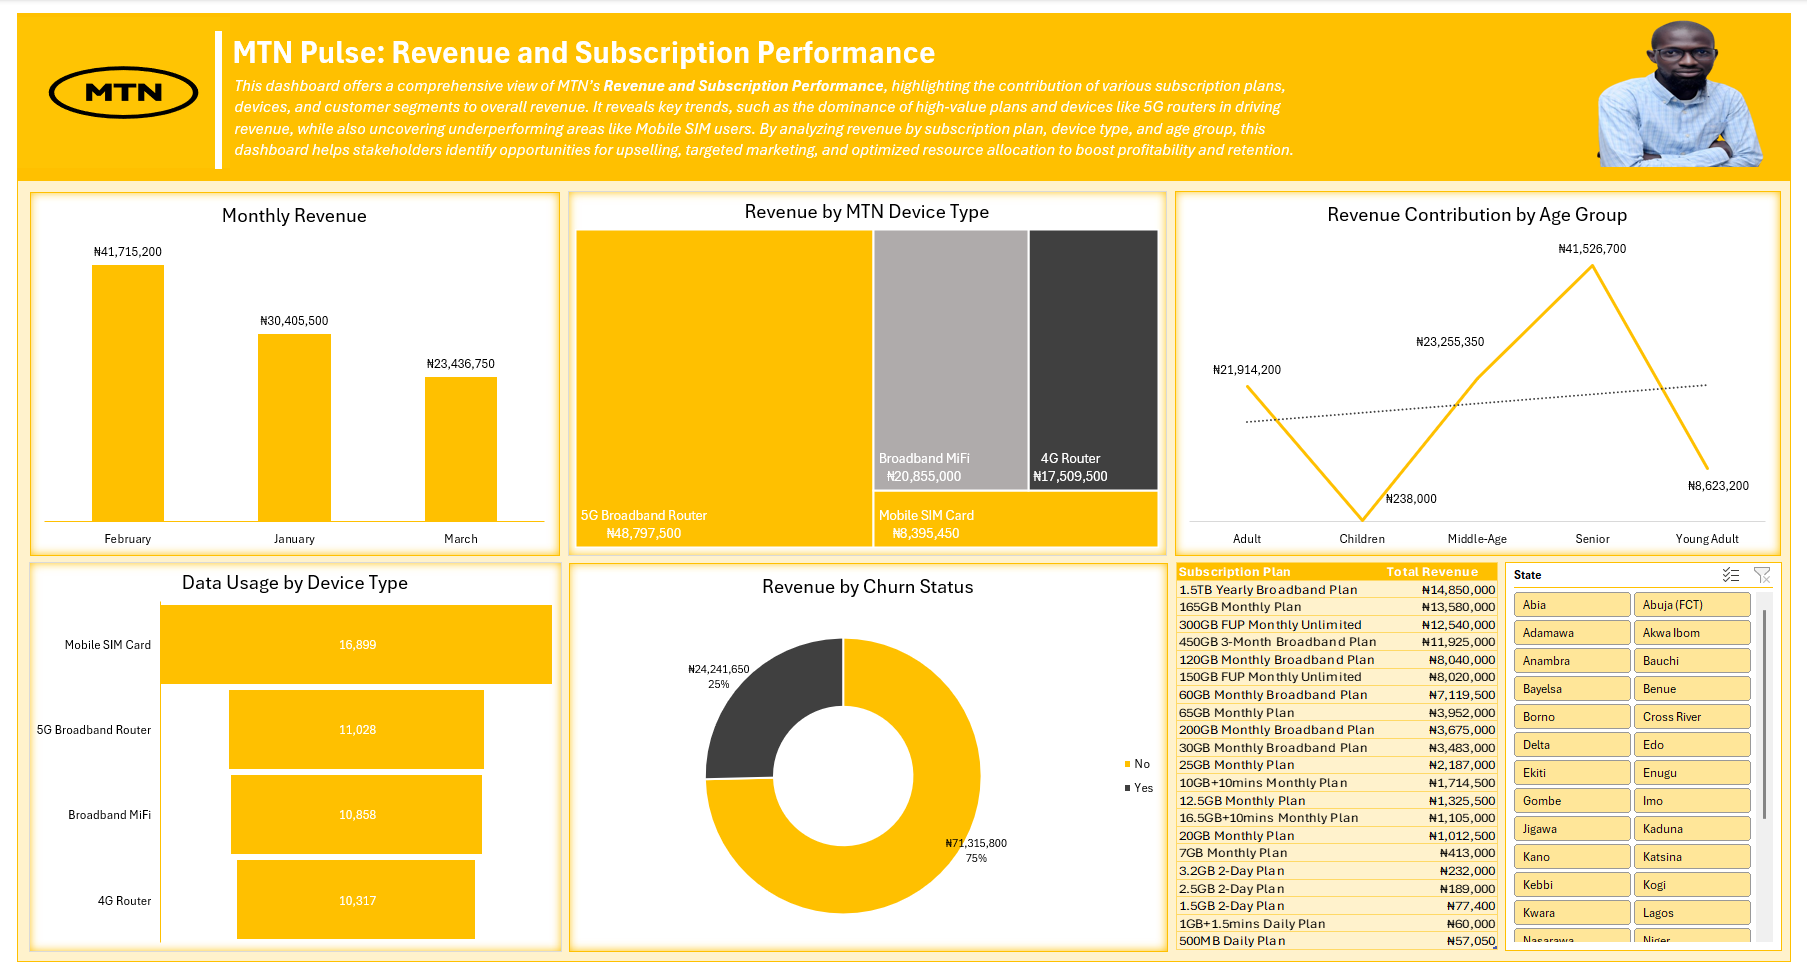 MTN
MTN Pulse: Revenue and Subscription Performance
This dashboard offers a comprehensive view of MTN's Revenue and Subscription Performance, highlighting the contribution of various subscription plans,
devices, and customer segments to overall revenue. It reveals key trends, such as the dominance of high-value plans and devices like 5G routers in driving
revenue, while also uncovering underperforming areas like Mobile SIM users. By analyzing revenue by subscription plan, device type, and age group, this
dashboard helps stakeholders identify opportunities for upselling, targeted marketing, and optimized resource allocation to boost profitability and retention.
Monthly Revenue
₦41,715,200
₦30,405,500
₦23,436,750
February
January
March
Revenue by MTN Device Type
5G Broadband Router
₦48,797,500
Broadband MiFi
₦20,855,000
4G Router
₦17,509,500
Mobile SIM Card
₦8,395,450
Revenue Contribution by Age Group
₦21,914,200
₦238,000
₦23,255,350
₦41,526,700
₦8,623,200
Adult
Children
Middle-Age
Senior
Young Adult
Data Usage by Device Type
Mobile SIM Card
16,899
5G Broadband Router
11,028
Broadband MiFi
10,858
4G Router
10,317
Revenue by Churn Status
₦24,241,650
25%
₦71,315,800
75%
No
Yes
Subscription Plan Total Revenue
1.5TB Yearly Broadband Plan ₦14,850,000
165GB Monthly Plan ₦13,580,000
300GB FUP Monthly Unlimited ₦12,540,000
450GB 3-Month Broadband Plan ₦11,925,000
120GB Monthly Broadband Plan ₦8,040,000
150GB FUP Monthly Unlimited ₦8,020,000
60GB Monthly Broadband Plan ₦7,119,500
65GB Monthly Plan ₦3,952,000
200GB Monthly Broadband Plan ₦3,675,000
30GB Monthly Broadband Plan ₦3,483,000
25GB Monthly Plan ₦2,187,000
10GB+10mins Monthly Plan ₦1,714,500
12.5GB Monthly Plan ₦1,325,500
16.5GB+10mins Monthly Plan ₦1,105,000
20GB Monthly Plan ₦1,012,500
7GB Monthly Plan ₦413,000
3.2GB 2-Day Plan ₦232,000
2.5GB 2-Day Plan ₦189,000
1.5GB 2-Day Plan ₦77,400
1GB+1.5mins Daily Plan ₦60,000
500MB Daily Plan ₦57,050
State
Abia Abuja (FCT)
Adamawa Akwa Ibom
Anambra Bauchi
Bayelsa Benue
Borno Cross River
Delta Edo
Ekiti Enugu
Gombe Imo
Jigawa Kaduna
Kano Katsina
Kebbi Kogi
Kwara Lagos
Nasarawa Niger